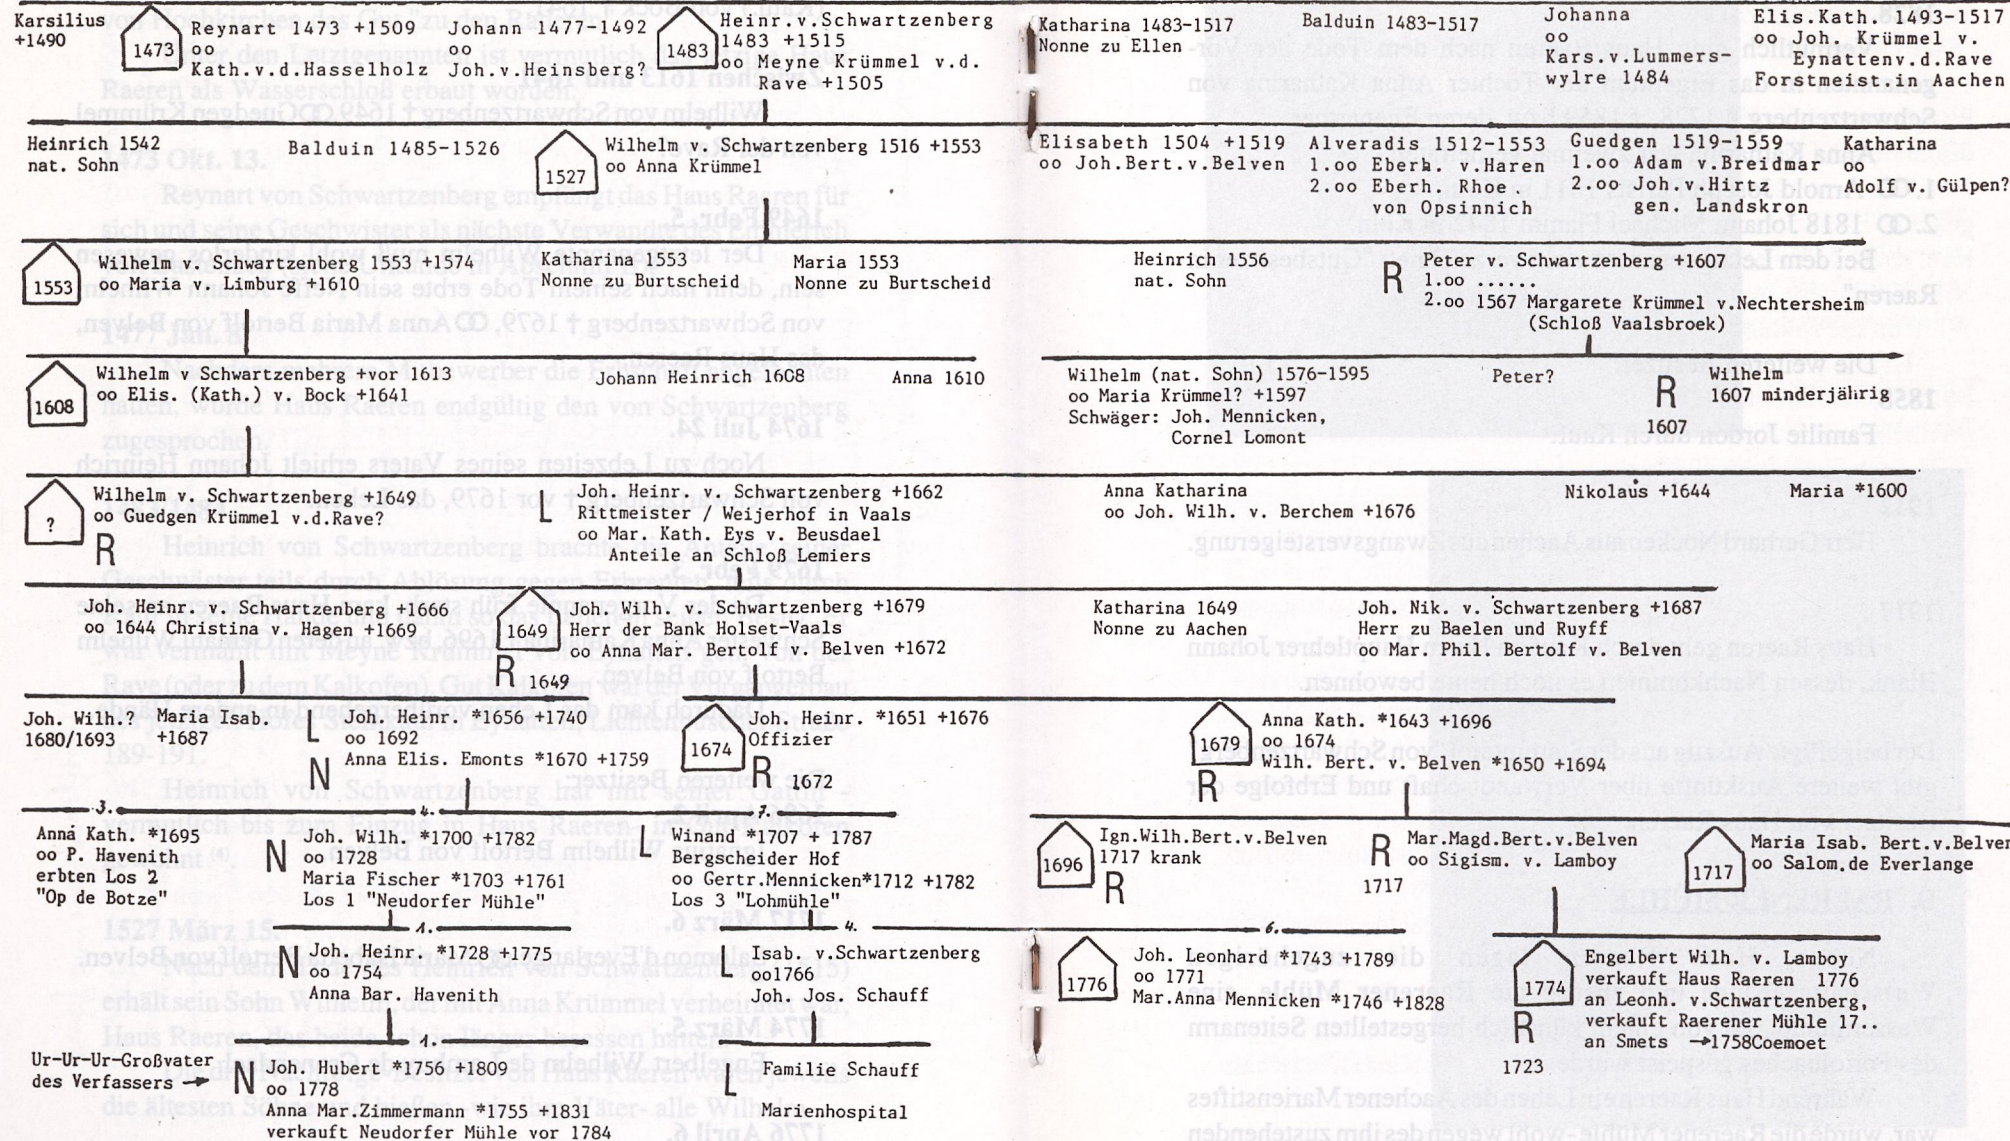 Karsilius
+1490
1473
Reynart 1473 +1509
oo
Kath.v.d.Hasselholz
Johann 1477-1492
oo
Joh.v.Heinsberg?
1483
Heinr.v.Schwartzenberg
1483 +1515
oo Meyne Krümmel v.d.
Rave +1505
Katharina 1483-1517
Nonne zu Ellen
Balduin 1483-1517
Johanna
oo
Kars.v.Lummers-
wylre 1484
Elis.Kath. 1493-1517
oo Joh. Krümmel v.
Eynattenv.d.Rave
Forstmeist.in Aachen
Heinrich 1542
nat. Sohn
Balduin 1485-1526
1527
Wilhelm v. Schwartzenberg 1516 +1553
oo Anna Krümmel
Elisabeth 1504 +1519
oo Joh.Bert.v.Belven
Alveradis 1512-1553
1.oo Eberh. v.Haren
2.oo Eberh. Rhoe
von Opsinnich
Guedgen 1519-1559
1.oo Adam v.Breidmar
2.oo Joh.v.Hirtz
gen. Landskron
Katharina
oo
Adolf v. Gülpen?
1553
Wilhelm v. Schwartzenberg 1553 +1574
oo Maria v. Limburg +1610
Katharina 1553
Nonne zu Burtscheid
Maria 1553
Nonne zu Burtscheid
Heinrich 1556
nat. Sohn
R
Peter v. Schwartzenberg +1607
1.oo ......
2.oo 1567 Margarete Krümmel v.Nechtersheim
(Schloß Vaalsbroek)
1608
Wilhelm v. Schwartzenberg +vor 1613
oo Elis. (Kath.) v. Bock +1641
Johann Heinrich 1608
Anna 1610
Wilhelm (nat. Sohn) 1576-1595
oo Maria Krümmel? +1597
Schwäger: Joh. Mennicken,
Cornel Lomont
Peter?
R
1607
Wilhelm
1607 minderjährig
?
R
Wilhelm v. Schwartzenberg +1649
oo Guedgen Krümmel v.d.Rave?
L
Joh. Heinr. v. Schwartzenberg +1662
Rittmeister / Weijerhof in Vaals
oo Mar. Kath. Eys v. Beusdael
Anteile an Schloß Lemiers
Anna Katharina
oo Joh. Wilh. v. Berchem +1676
Nikolaus +1644
Maria *1600
Joh. Heinr. v. Schwartzenberg +1666
oo 1644 Christine v. Hagen +1669
1649
R 1649
Joh. Wilh. v. Schwartzenberg +1679
Herr der Bank Holset-Vaals
oo Anna Mar. Bertolf v. Belven +1672
Katharina 1649
Nonne zu Aachen
Joh. Nik. v. Schwartzenberg +1687
Herr zu Baelen und Ruyff
oo Mar. Phil. Bertolf v. Belven
Joh. Wilh.?
1680/1693
Maria Isab.
+1687
L
N
Joh. Heinr. *1656 +1740
oo 1692
Anna Elis. Emonts *1670 +1759
1674
Joh. Heinr. *1651 +1676
Offizier
R 1672
1679
R
Anna Kath. *1643 +1696
oo 1674
Wilh. Bert. v. Belven *1650 +1694
3.
4.
7.
Anna Kath. *1695
oo P. Havenith
erbten Los 2
"Op de Botze"
N
Joh. Wilh. *1700 +1782
oo 1728
Maria Fischer *1703 +1761
Los 1 "Neudorfer Mühle"
L
Winand *1707 + 1787
Bergscheider Hof
oo Gertr.Mennicken*1712 +1782
Los 3 "Lohmühle"
1696
R
Ign.Wilh.Bert.v.Belven
1717 krank
R
1717
Mar.Magd.Bert.v.Belven
oo Sigism. v. Lamboy
1717
Maria Isab. Bert.v.Belven
oo Salom.de Everlange
1.
4.
6.
N
Joh. Heinr. *1728 +1775
oo 1754
Anna Bar. Havenith
L
Isab. v.Schwartzenberg
oo1766
Joh. Jos. Schauff
1776
Joh. Leonhard *1743 +1789
oo 1771
Mar.Anna Mennicken *1746 +1828
1774
R
1723
Engelbert Wilh. v. Lamboy
verkauft Haus Raeren 1776
an Leonh. v.Schwartzenberg,
verkauft Raerener Mühle 17..
an Smets →1758Coemoet
1.
Ur-Ur-Ur-Großvater
des Verfassers →
N
Joh. Hubert *1756 +1809
oo 1778
Anna Mar.Zimmermann *1755 +1831
verkauft Neudorfer Mühle vor 1784
L
Familie Schauff
Marienhospital